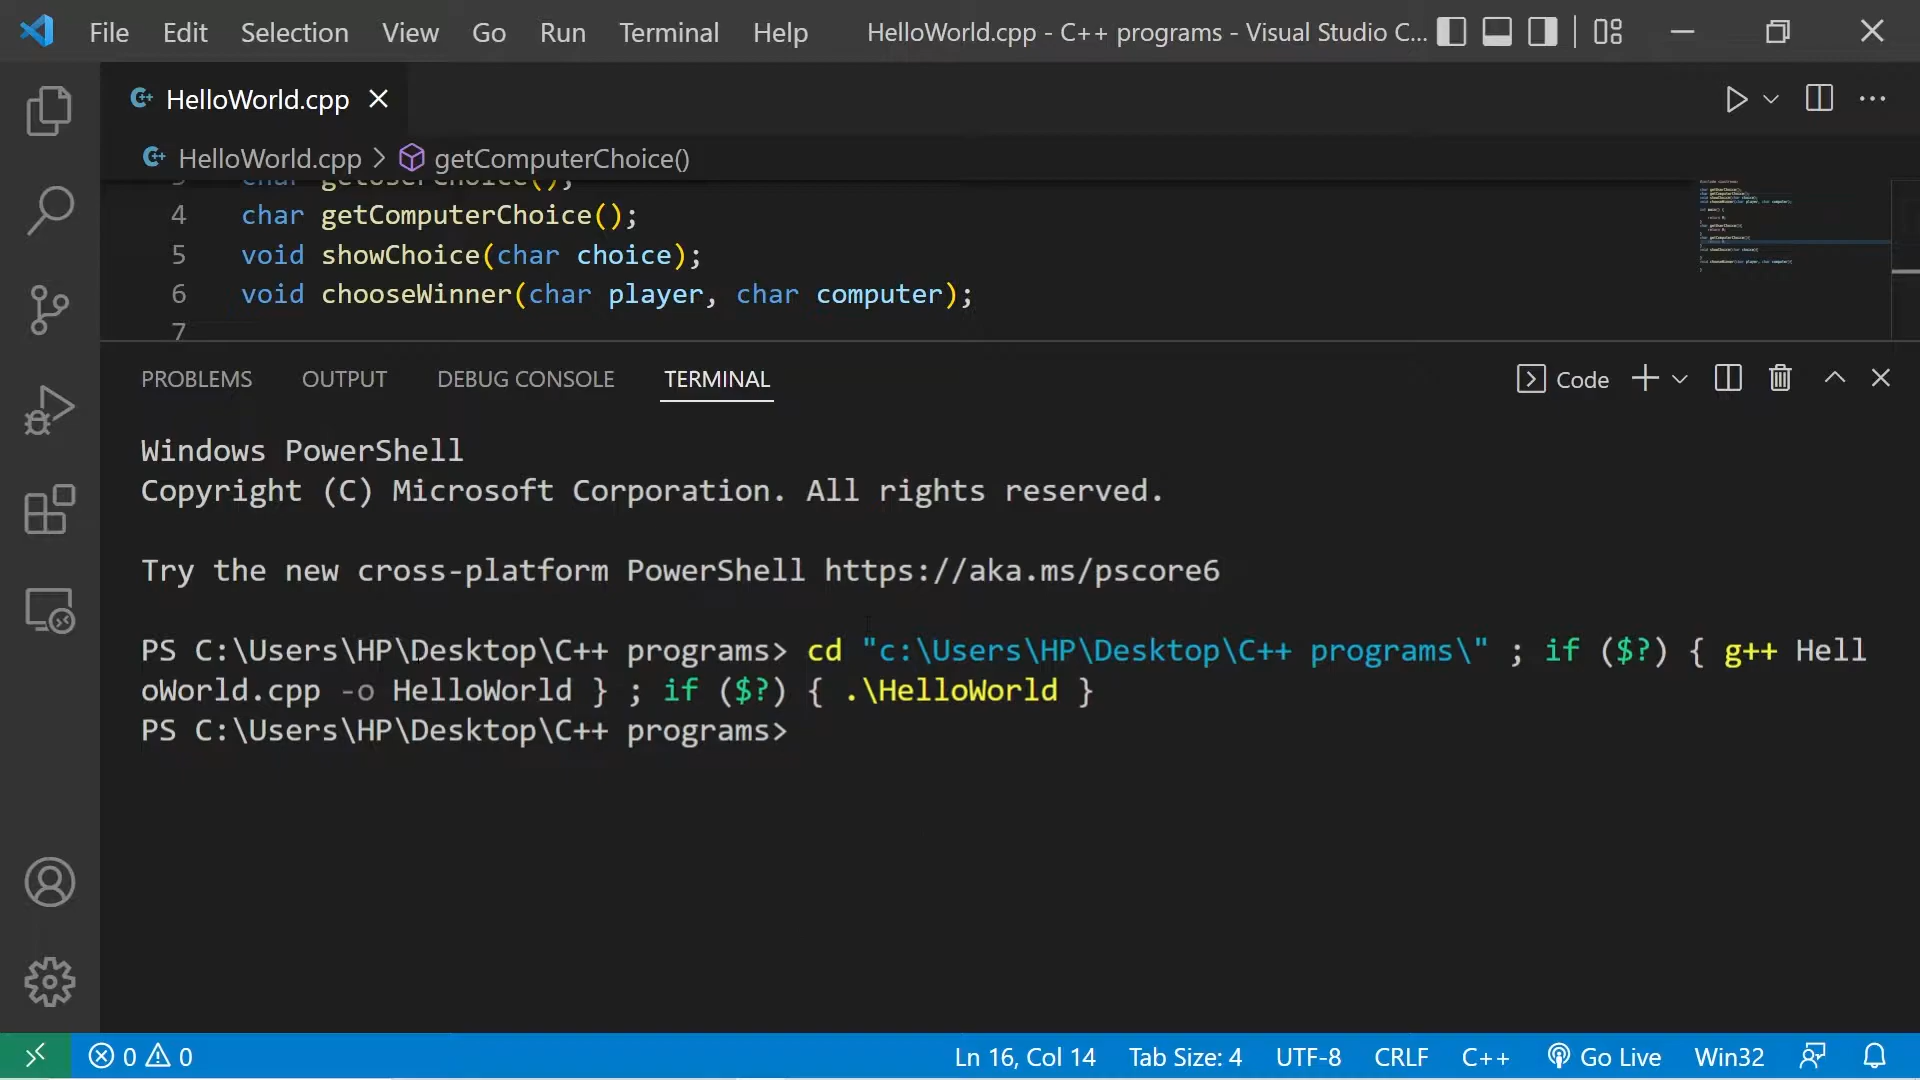 File Edit Selection View Go Run Terminal Help HelloWorld.cpp - C++ programs - Visual Studio C...
HelloWorld.cpp
HelloWorld.cpp > getComputerChoice()
4 char getComputerChoice();
5 void showChoice(char choice);
6 void chooseWinner(char player, char computer);
7
PROBLEMS OUTPUT DEBUG CONSOLE TERMINAL Code
Windows PowerShell
Copyright (C) Microsoft Corporation. All rights reserved.
Try the new cross-platform PowerShell https://aka.ms/pscore6
PS C:\Users\HP\Desktop\C++ programs> cd "c:\Users\HP\Desktop\C++ programs\" ; if ($?) { g++ Hell
oWorld.cpp -o HelloWorld } ; if ($?) { .\HelloWorld }
PS C:\Users\HP\Desktop\C++ programs>
0 0 Ln 16, Col 14 Tab Size: 4 UTF-8 CRLF C++ Go Live Win32